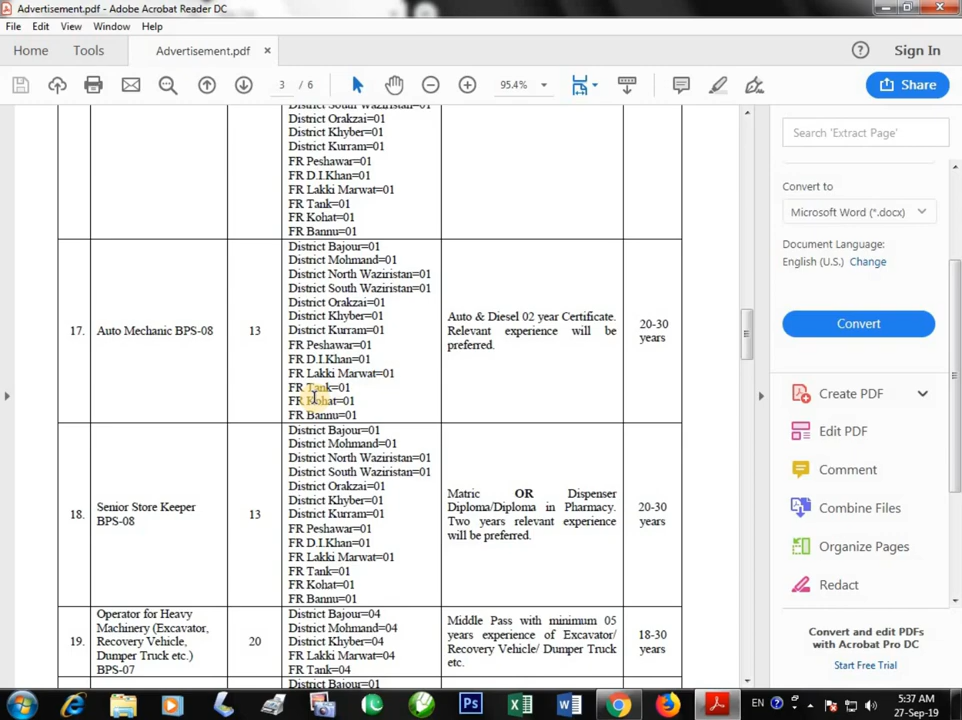 Advertisement.pdf - Adobe Acrobat Reader DC
File Edit View Window Help
Home Tools Advertisement.pdf × ? Sign In
3 / 6 95.4% Share
District South Waziristan=01
District Orakzai=01
District Khyber=01
District Kurram=01
FR Peshawar=01
FR D.I.Khan=01
FR Lakki Marwat=01
FR Tank=01
FR Kohat=01
FR Bannu=01
17. Auto Mechanic BPS-08 13
District Bajour=01
District Mohmand=01
District North Waziristan=01
District South Waziristan=01
District Orakzai=01
District Khyber=01
District Kurram=01
FR Peshawar=01
FR D.I.Khan=01
FR Lakki Marwat=01
FR Tank=01
FR Kohat=01
FR Bannu=01
Auto & Diesel 02 year Certificate.
Relevant experience will be
preferred.
20-30
years
18. Senior Store Keeper
BPS-08
13
District Bajour=01
District Mohmand=01
District North Waziristan=01
District South Waziristan=01
District Orakzai=01
District Khyber=01
District Kurram=01
FR Peshawar=01
FR D.I.Khan=01
FR Lakki Marwat=01
FR Tank=01
FR Kohat=01
FR Bannu=01
Matric OR Dispenser
Diploma/Diploma in Pharmacy.
Two years relevant experience
will be preferred.
20-30
years
19. Operator for Heavy
Machinery (Excavator,
Recovery Vehicle,
Dumper Truck etc.)
BPS-07
20
District Bajour=04
District Mohmand=04
District Khyber=04
FR Lakki Marwat=04
FR Tank=04
Middle Pass with minimum 05
years experience of Excavator/
Recovery Vehicle/ Dumper Truck
etc.
18-30
years
District Bajour=01
Search 'Extract Page'
Convert to
Microsoft Word (*.docx)
Document Language:
English (U.S.) Change
Convert
Create PDF
Edit PDF
Comment
Combine Files
Organize Pages
Redact
Convert and edit PDFs
with Acrobat Pro DC
Start Free Trial
EN 5:37 AM
27-Sep-19